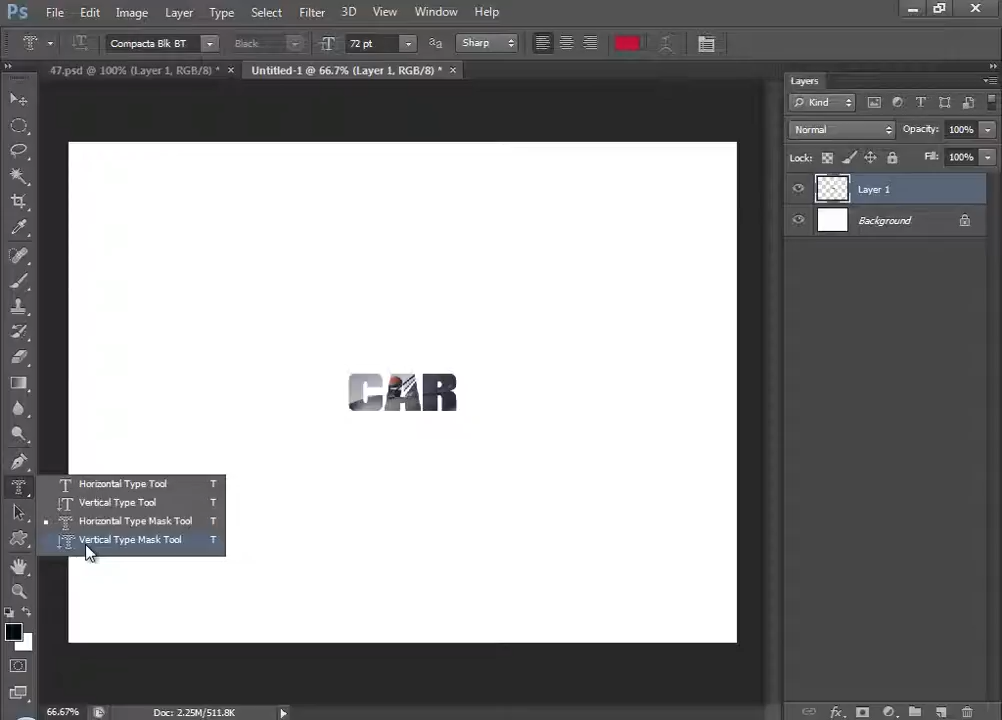 Ps File Edit Image Layer Type Select Filter 3D View Window Help
Compacta Blk BT Black 72 pt Sharp
47.psd @ 100% (Layer 1, RGB/8) * × Untitled-1 @ 66.7% (Layer 1, RGB/8) * ×
Layers
Kind
Normal Opacity: 100%
Lock: Fill: 100%
Layer 1
Background
CAR
Horizontal Type Tool T
Vertical Type Tool T
Horizontal Type Mask Tool T
Vertical Type Mask Tool T
66.67% Doc: 2.25M/511.8K